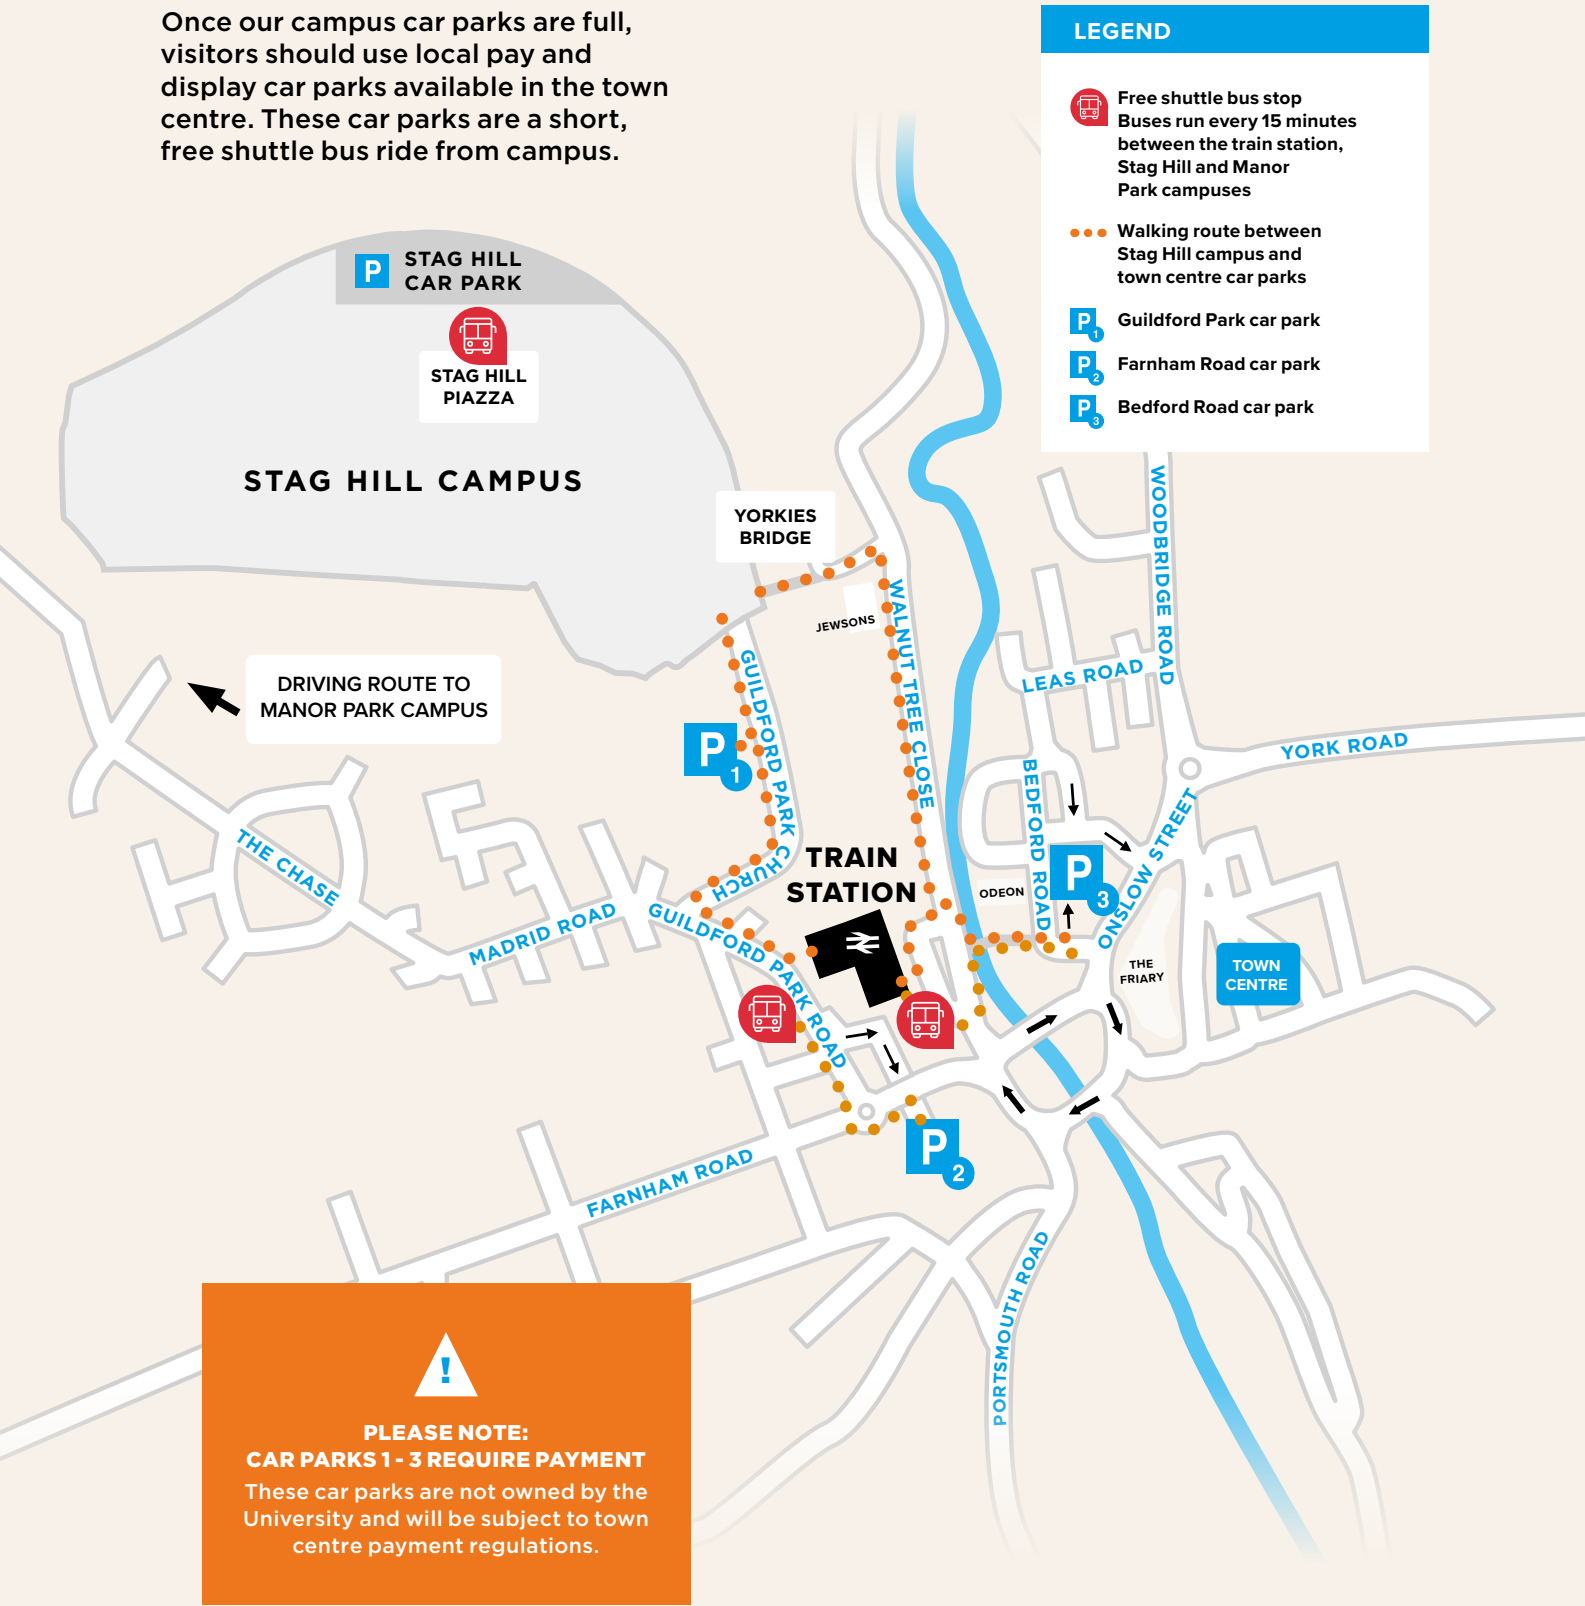 Once our campus car parks are full,
visitors should use local pay and
display car parks available in the town
centre. These car parks are a short,
free shuttle bus ride from campus.
LEGEND
Free shuttle bus stop
Buses run every 15 minutes
between the train station,
Stag Hill and Manor
Park campuses
Walking route between
Stag Hill campus and
town centre car parks
P 1 Guildford Park car park
P 2 Farnham Road car park
P 3 Bedford Road car park
P
STAG HILL
CAR PARK
STAG HILL
PIAZZA
STAG HILL CAMPUS
YORKIES
BRIDGE
JEWSONS
WALNUT TREE CLOSE
WOODBRIDGE ROAD
LEAS ROAD
DRIVING ROUTE TO
MANOR PARK CAMPUS
GUILDFORD PARK CHURCH
P 1
YORK ROAD
BEDFORD ROAD
ONSLOW STREET
THE CHASE
MADRID ROAD
GUILDFORD PARK ROAD
TRAIN
STATION
ODEON
P 3
THE
FRIARY
TOWN
CENTRE
FARNHAM ROAD
P 2
PORTSMOUTH ROAD
!
PLEASE NOTE:
CAR PARKS 1 - 3 REQUIRE PAYMENT
These car parks are not owned by the
University and will be subject to town
centre payment regulations.